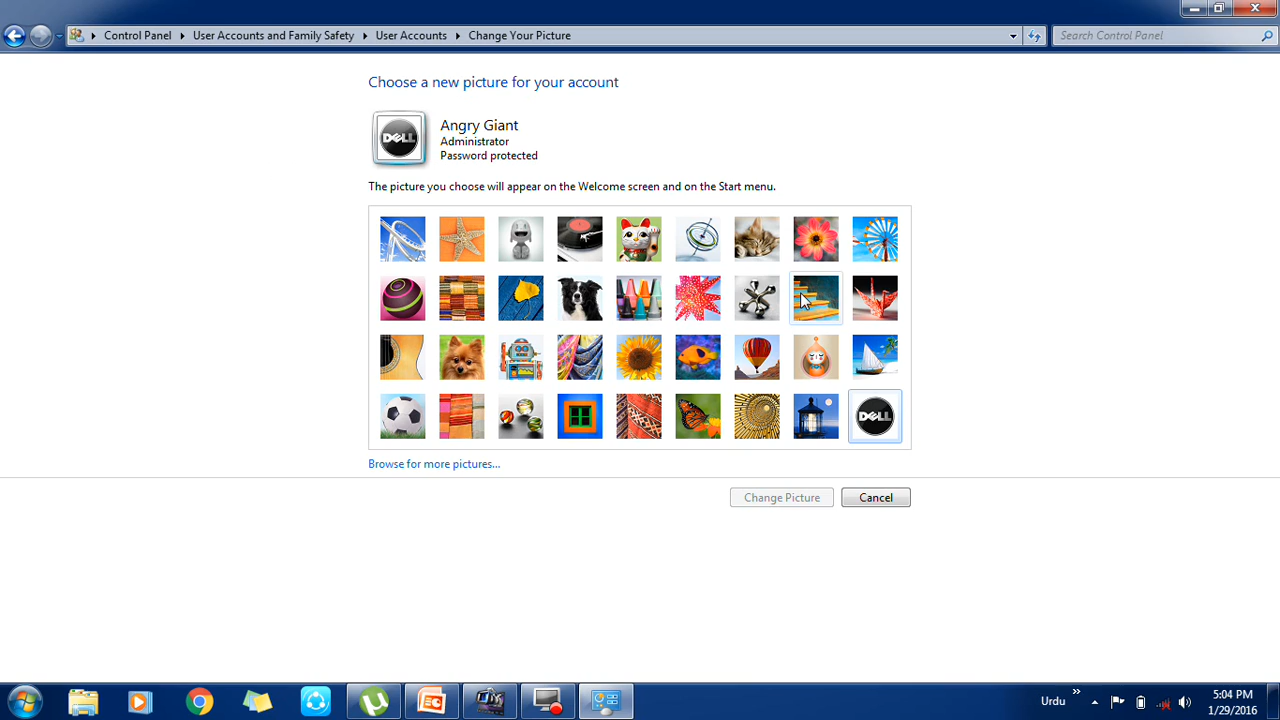 Control Panel User Accounts and Family Safety User Accounts Change Your Picture Search Control Panel
Choose a new picture for your account
DELL
Angry Giant
Administrator
Password protected
The picture you choose will appear on the Welcome screen and on the Start menu.
DELL
Browse for more pictures...
Change Picture Cancel
Urdu
5:04 PM
1/29/2016